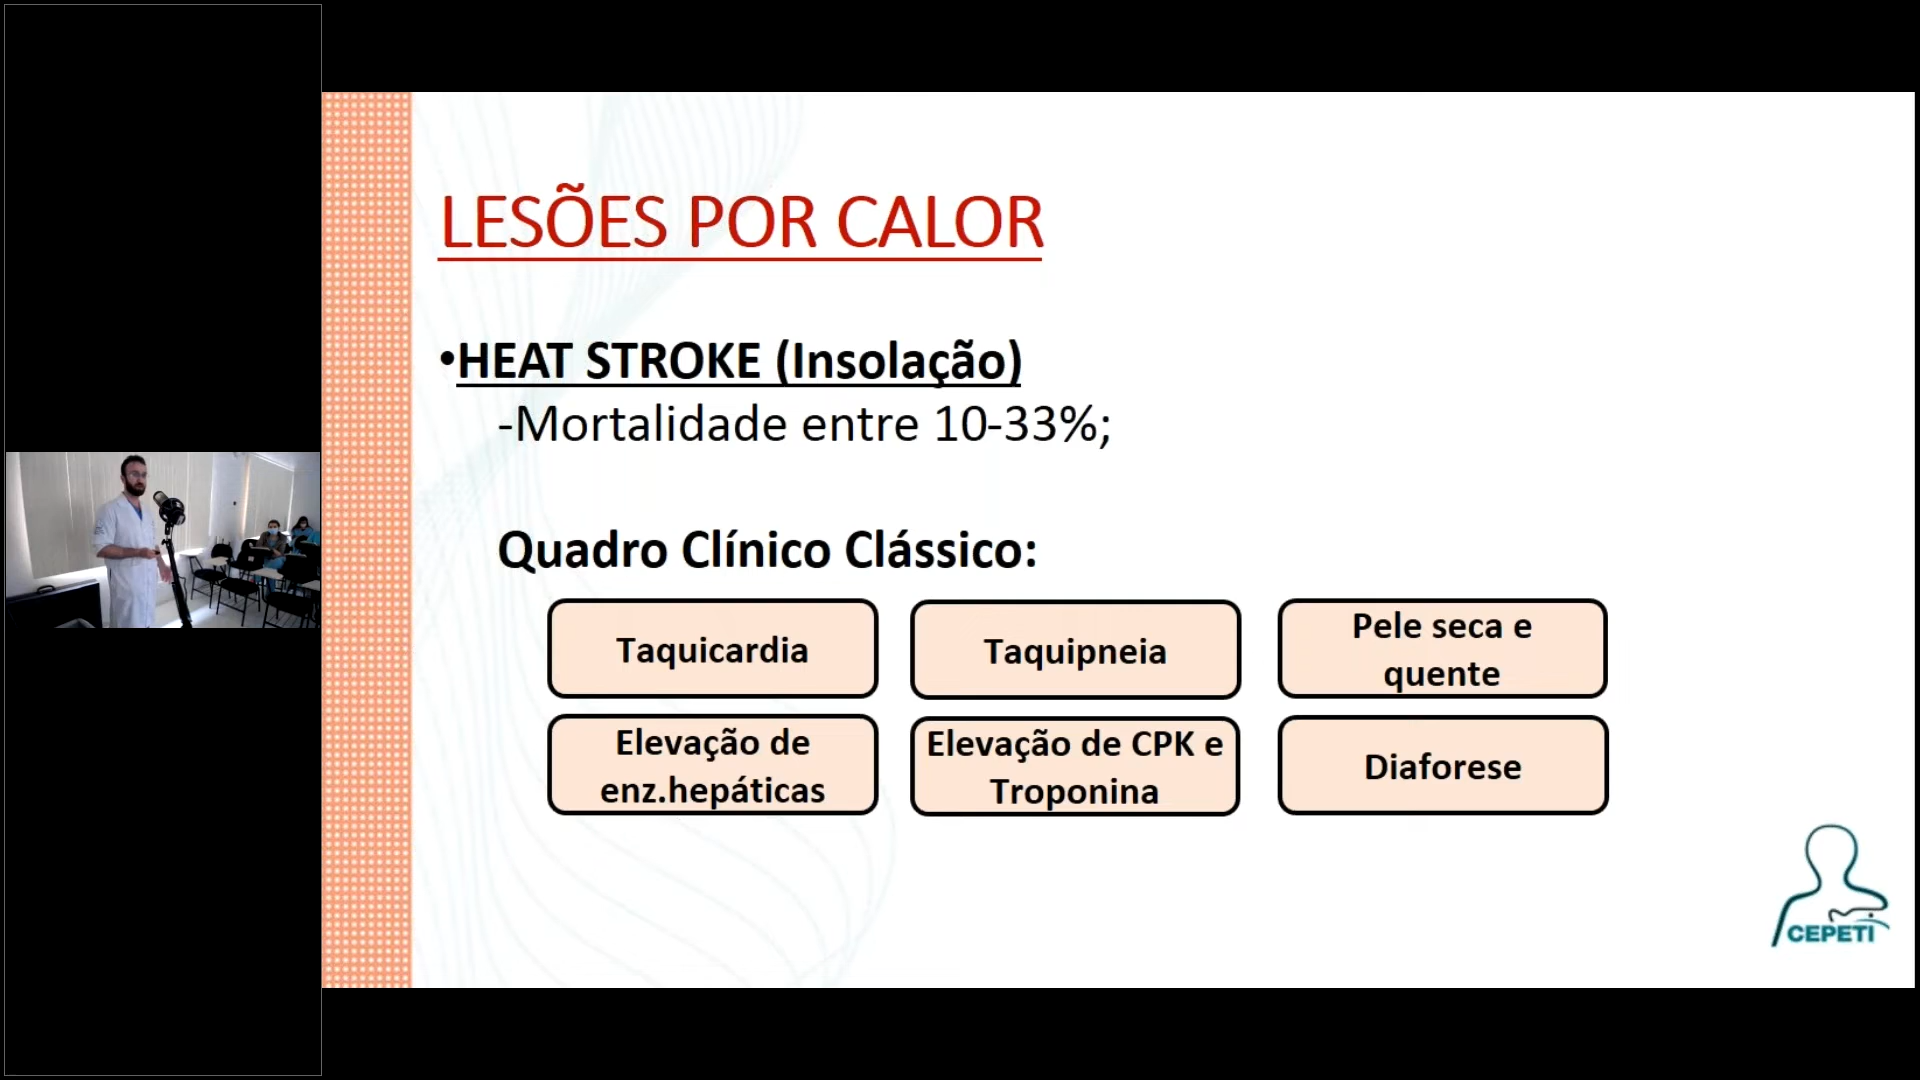 LESÕES POR CALOR
•HEAT STROKE (Insolação)
-Mortalidade entre 10-33%;
Quadro Clínico Clássico:
Taquicardia
Taquipneia
Pele seca e
quente
Elevação de
enz.hepáticas
Elevação de CPK e
Troponina
Diaforese
CEPETI